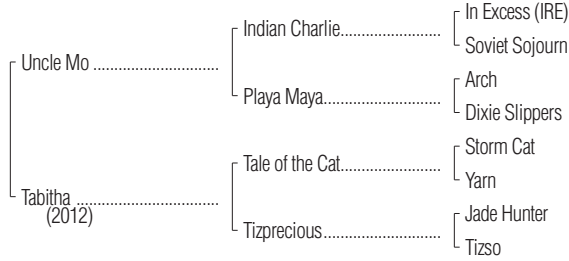 In Excess (IRE)
Indian Charlie..........................
Soviet Sojourn
Uncle Mo ................................
Arch
Playa Maya..............................
Dixie Slippers
Storm Cat
Tale of the Cat..........................
Yarn
Tabitha ....................................
(2012)
Jade Hunter
Tizprecious..............................
Tizso